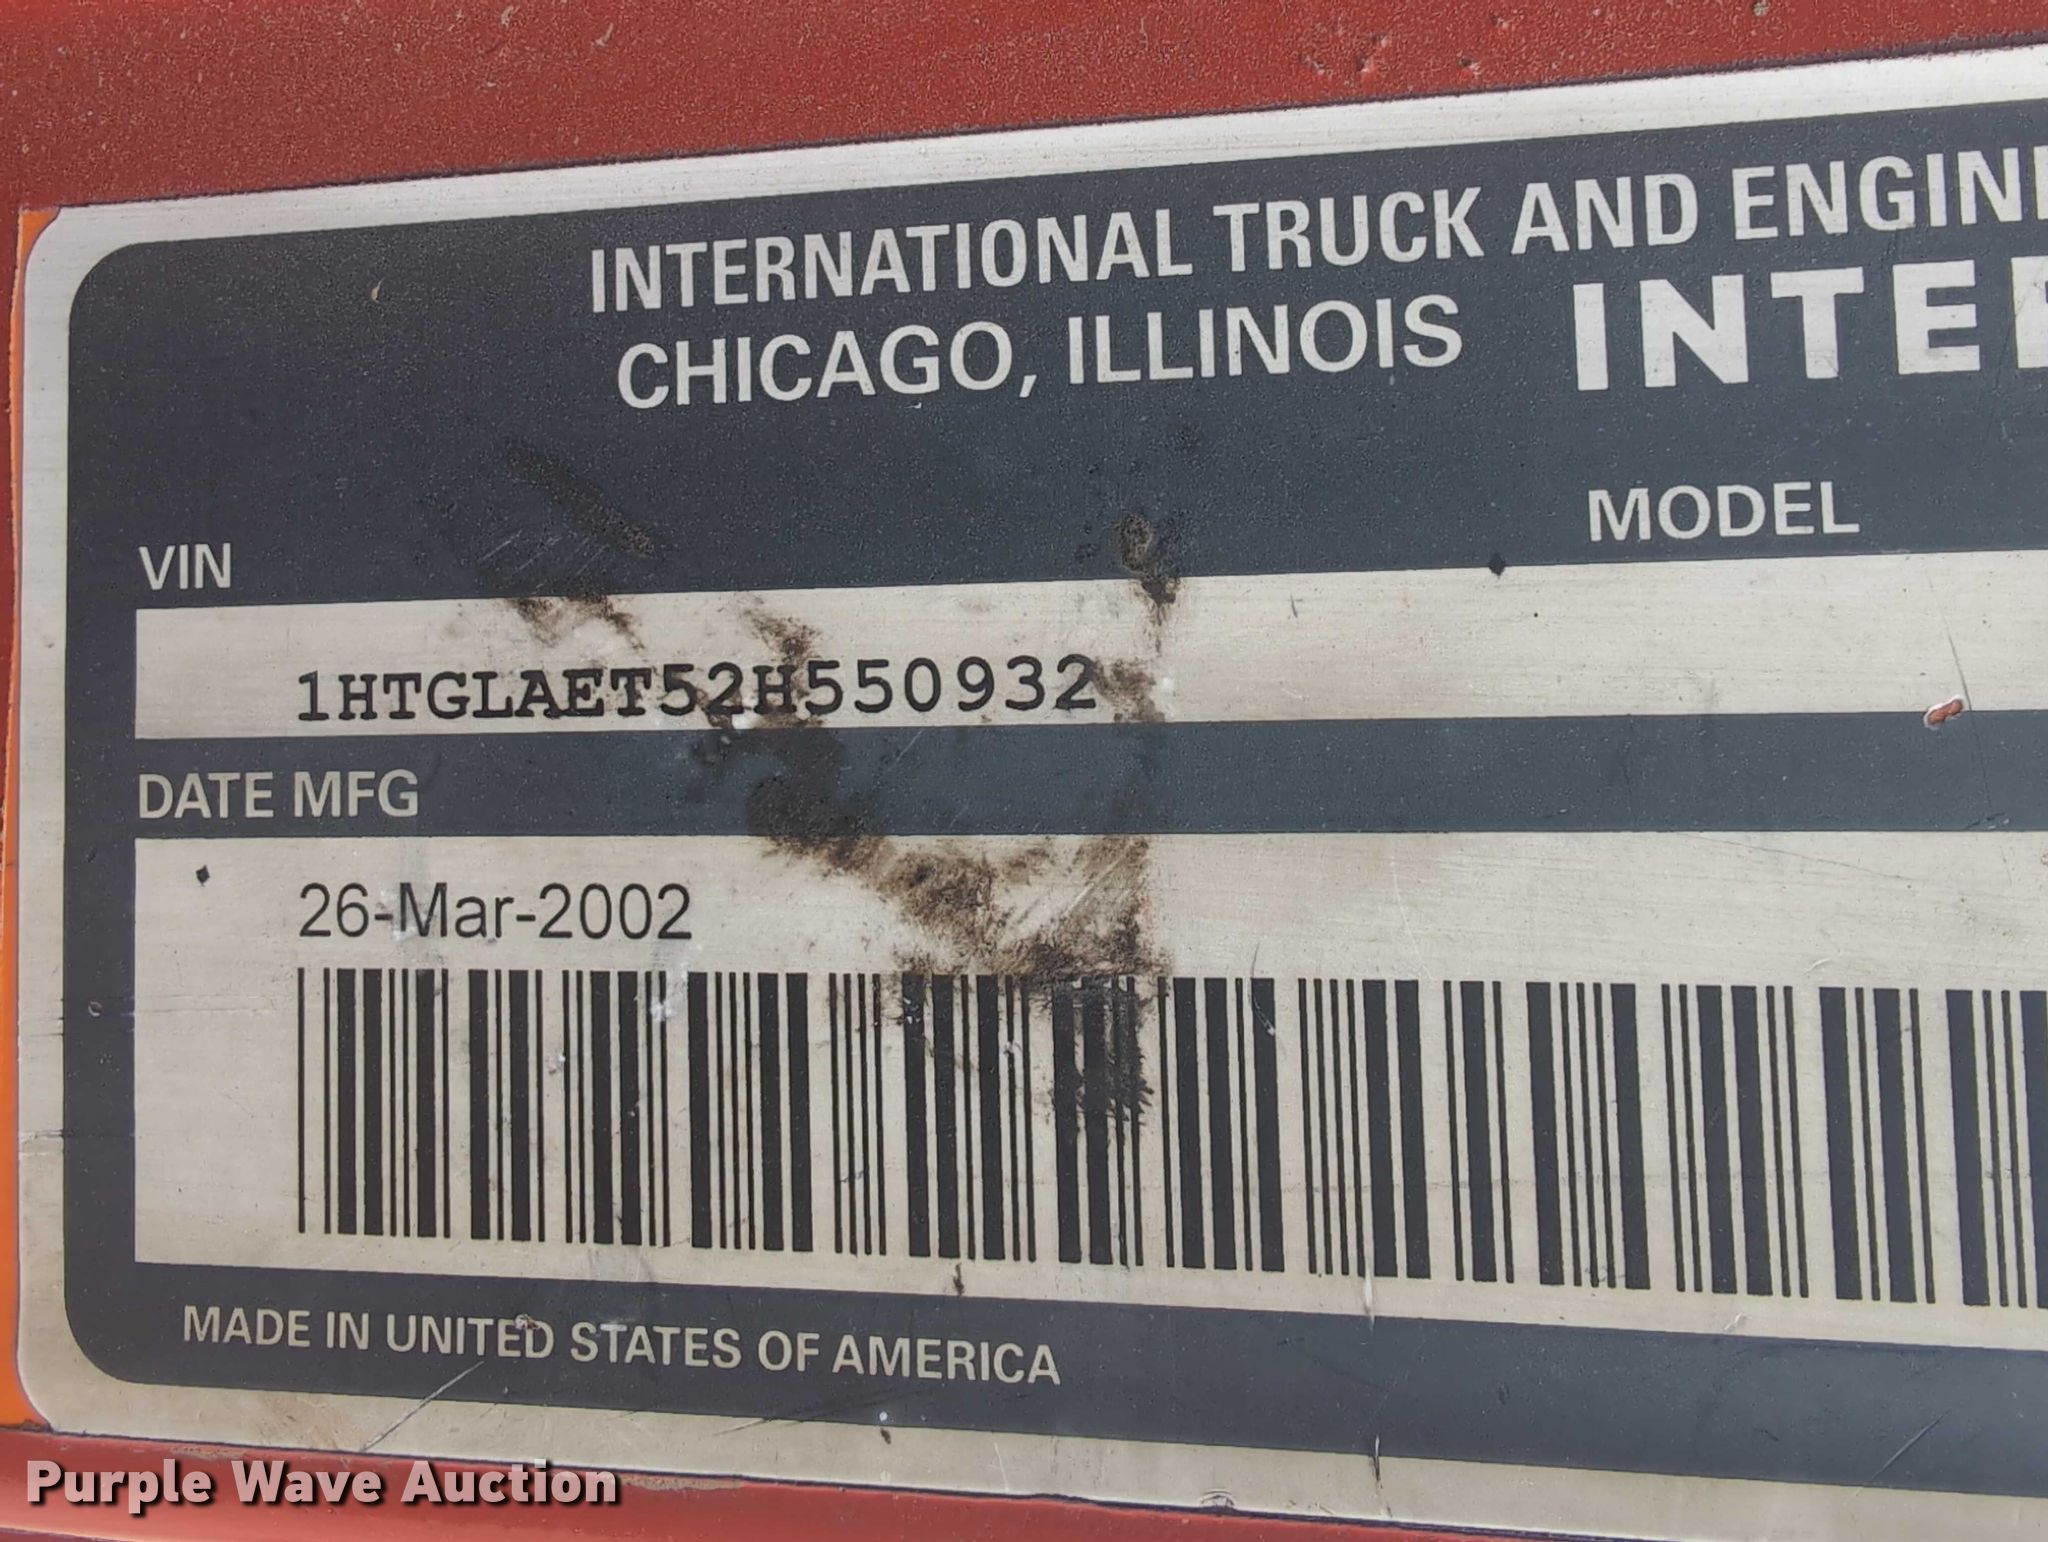 INTERNATIONAL TRUCK AND ENGIN
CHICAGO, ILLINOIS INTER
VIN MODEL
1HTGLAET52H550932
DATE MFG
26-Mar-2002
MADE IN UNITED STATES OF AMERICA
Purple Wave Auction